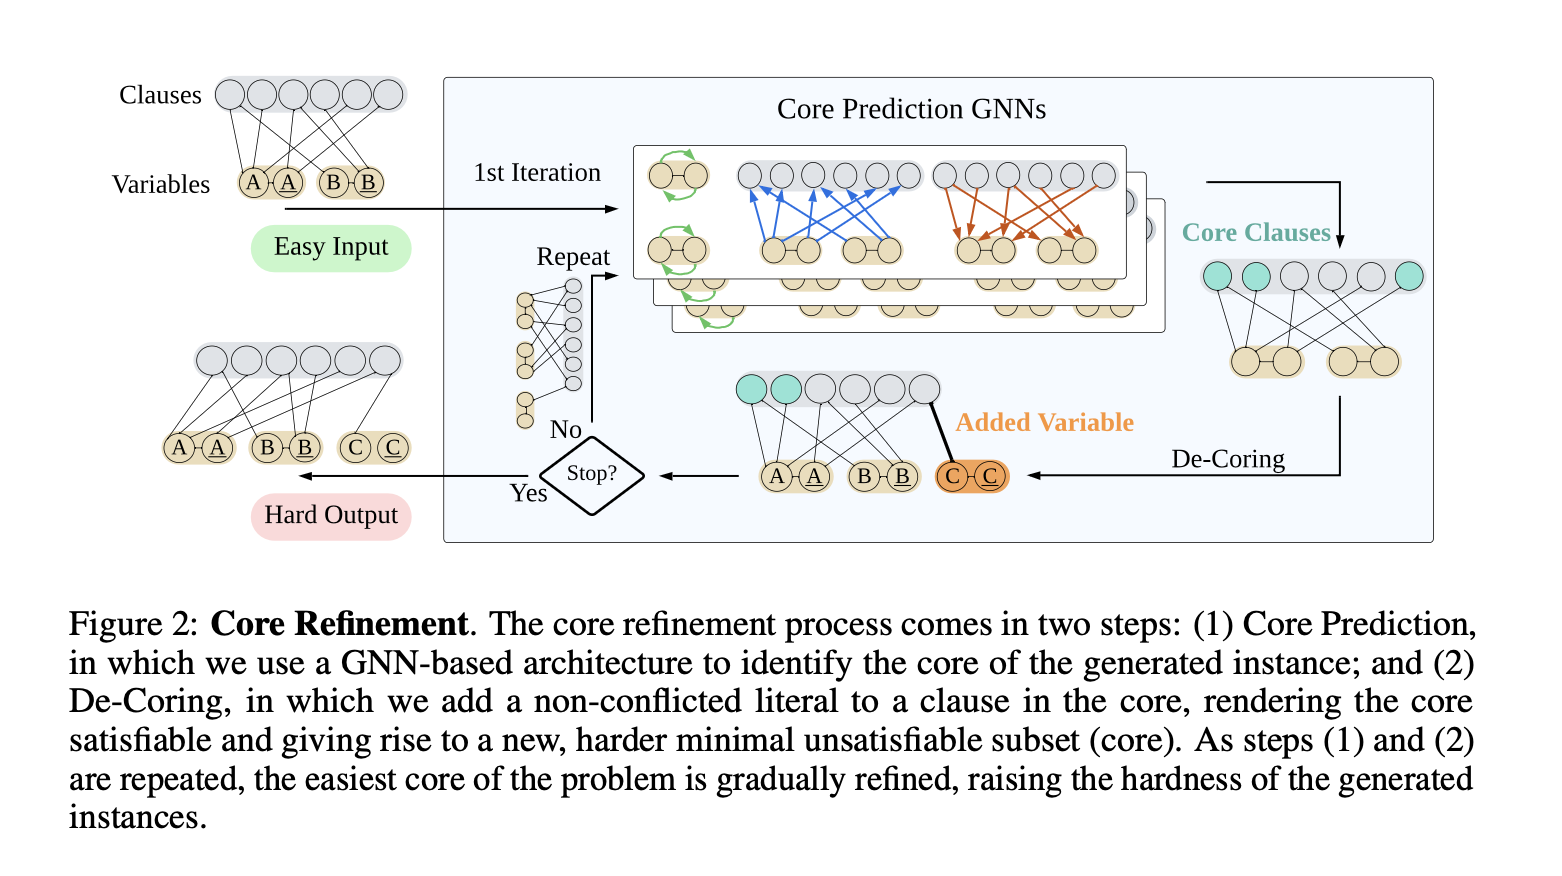 Core Prediction GNNs
Clauses
Variables
A A B B
1st Iteration
Easy Input
Repeat
Core Clauses
Added Variable
De-Coring
A A B B C C
No
Stop?
Yes
A A B B C C
Hard Output
Figure 2: Core Refinement. The core refinement process comes in two steps: (1) Core Prediction,
in which we use a GNN-based architecture to identify the core of the generated instance; and (2)
De-Coring, in which we add a non-conflicted literal to a clause in the core, rendering the core
satisfiable and giving rise to a new, harder minimal unsatisfiable subset (core). As steps (1) and (2)
are repeated, the easiest core of the problem is gradually refined, raising the hardness of the generated
instances.